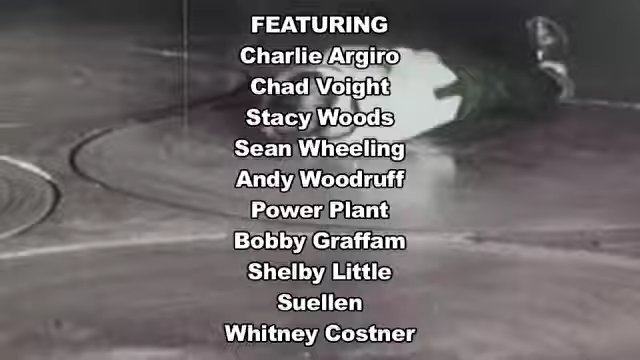 FEATURING
Charlie Argiro
Chad Voight
Stacy Woods
Sean Wheeling
Andy Woodruff
Power Plant
Bobby Graffam
Shelby Little
Suellen
Whitney Costner